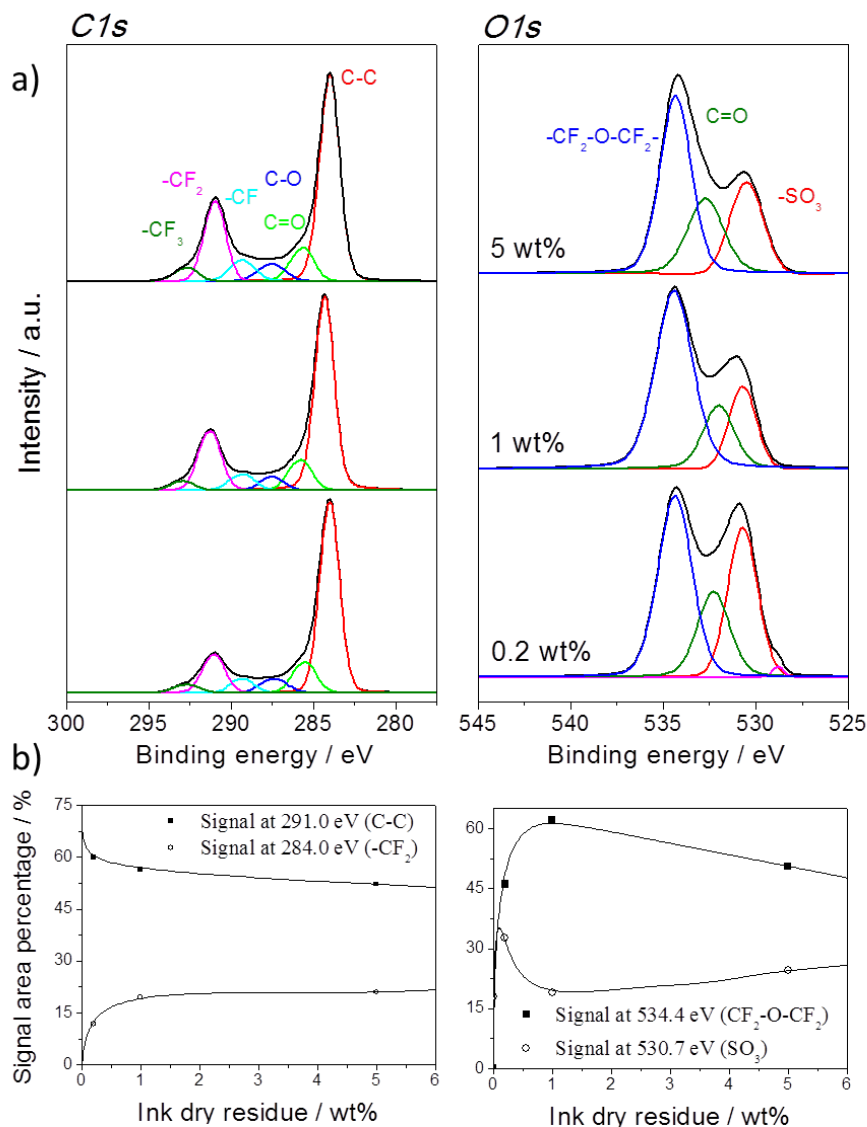 C1s
O1s
a)
C-C
-CF2
-CF
C-O
-CF3
C=O
C=O
-CF2-O-CF2-
-SO3
5 wt%
1 wt%
0.2 wt%
Intensity / a.u.
300 295 290 285 280
545 540 535 530 525
Binding energy / eV
Binding energy / eV
b)
Signal area percentage / %
75
60
45
30
15
0
Signal at 291.0 eV (C-C)
Signal at 284.0 eV (-CF2)
0 1 2 3 4 5 6
Ink dry residue / wt%
60
45
30
15
0
Signal at 534.4 eV (CF2-O-CF2)
Signal at 530.7 eV (SO3)
0 1 2 3 4 5 6
Ink dry residue / wt%